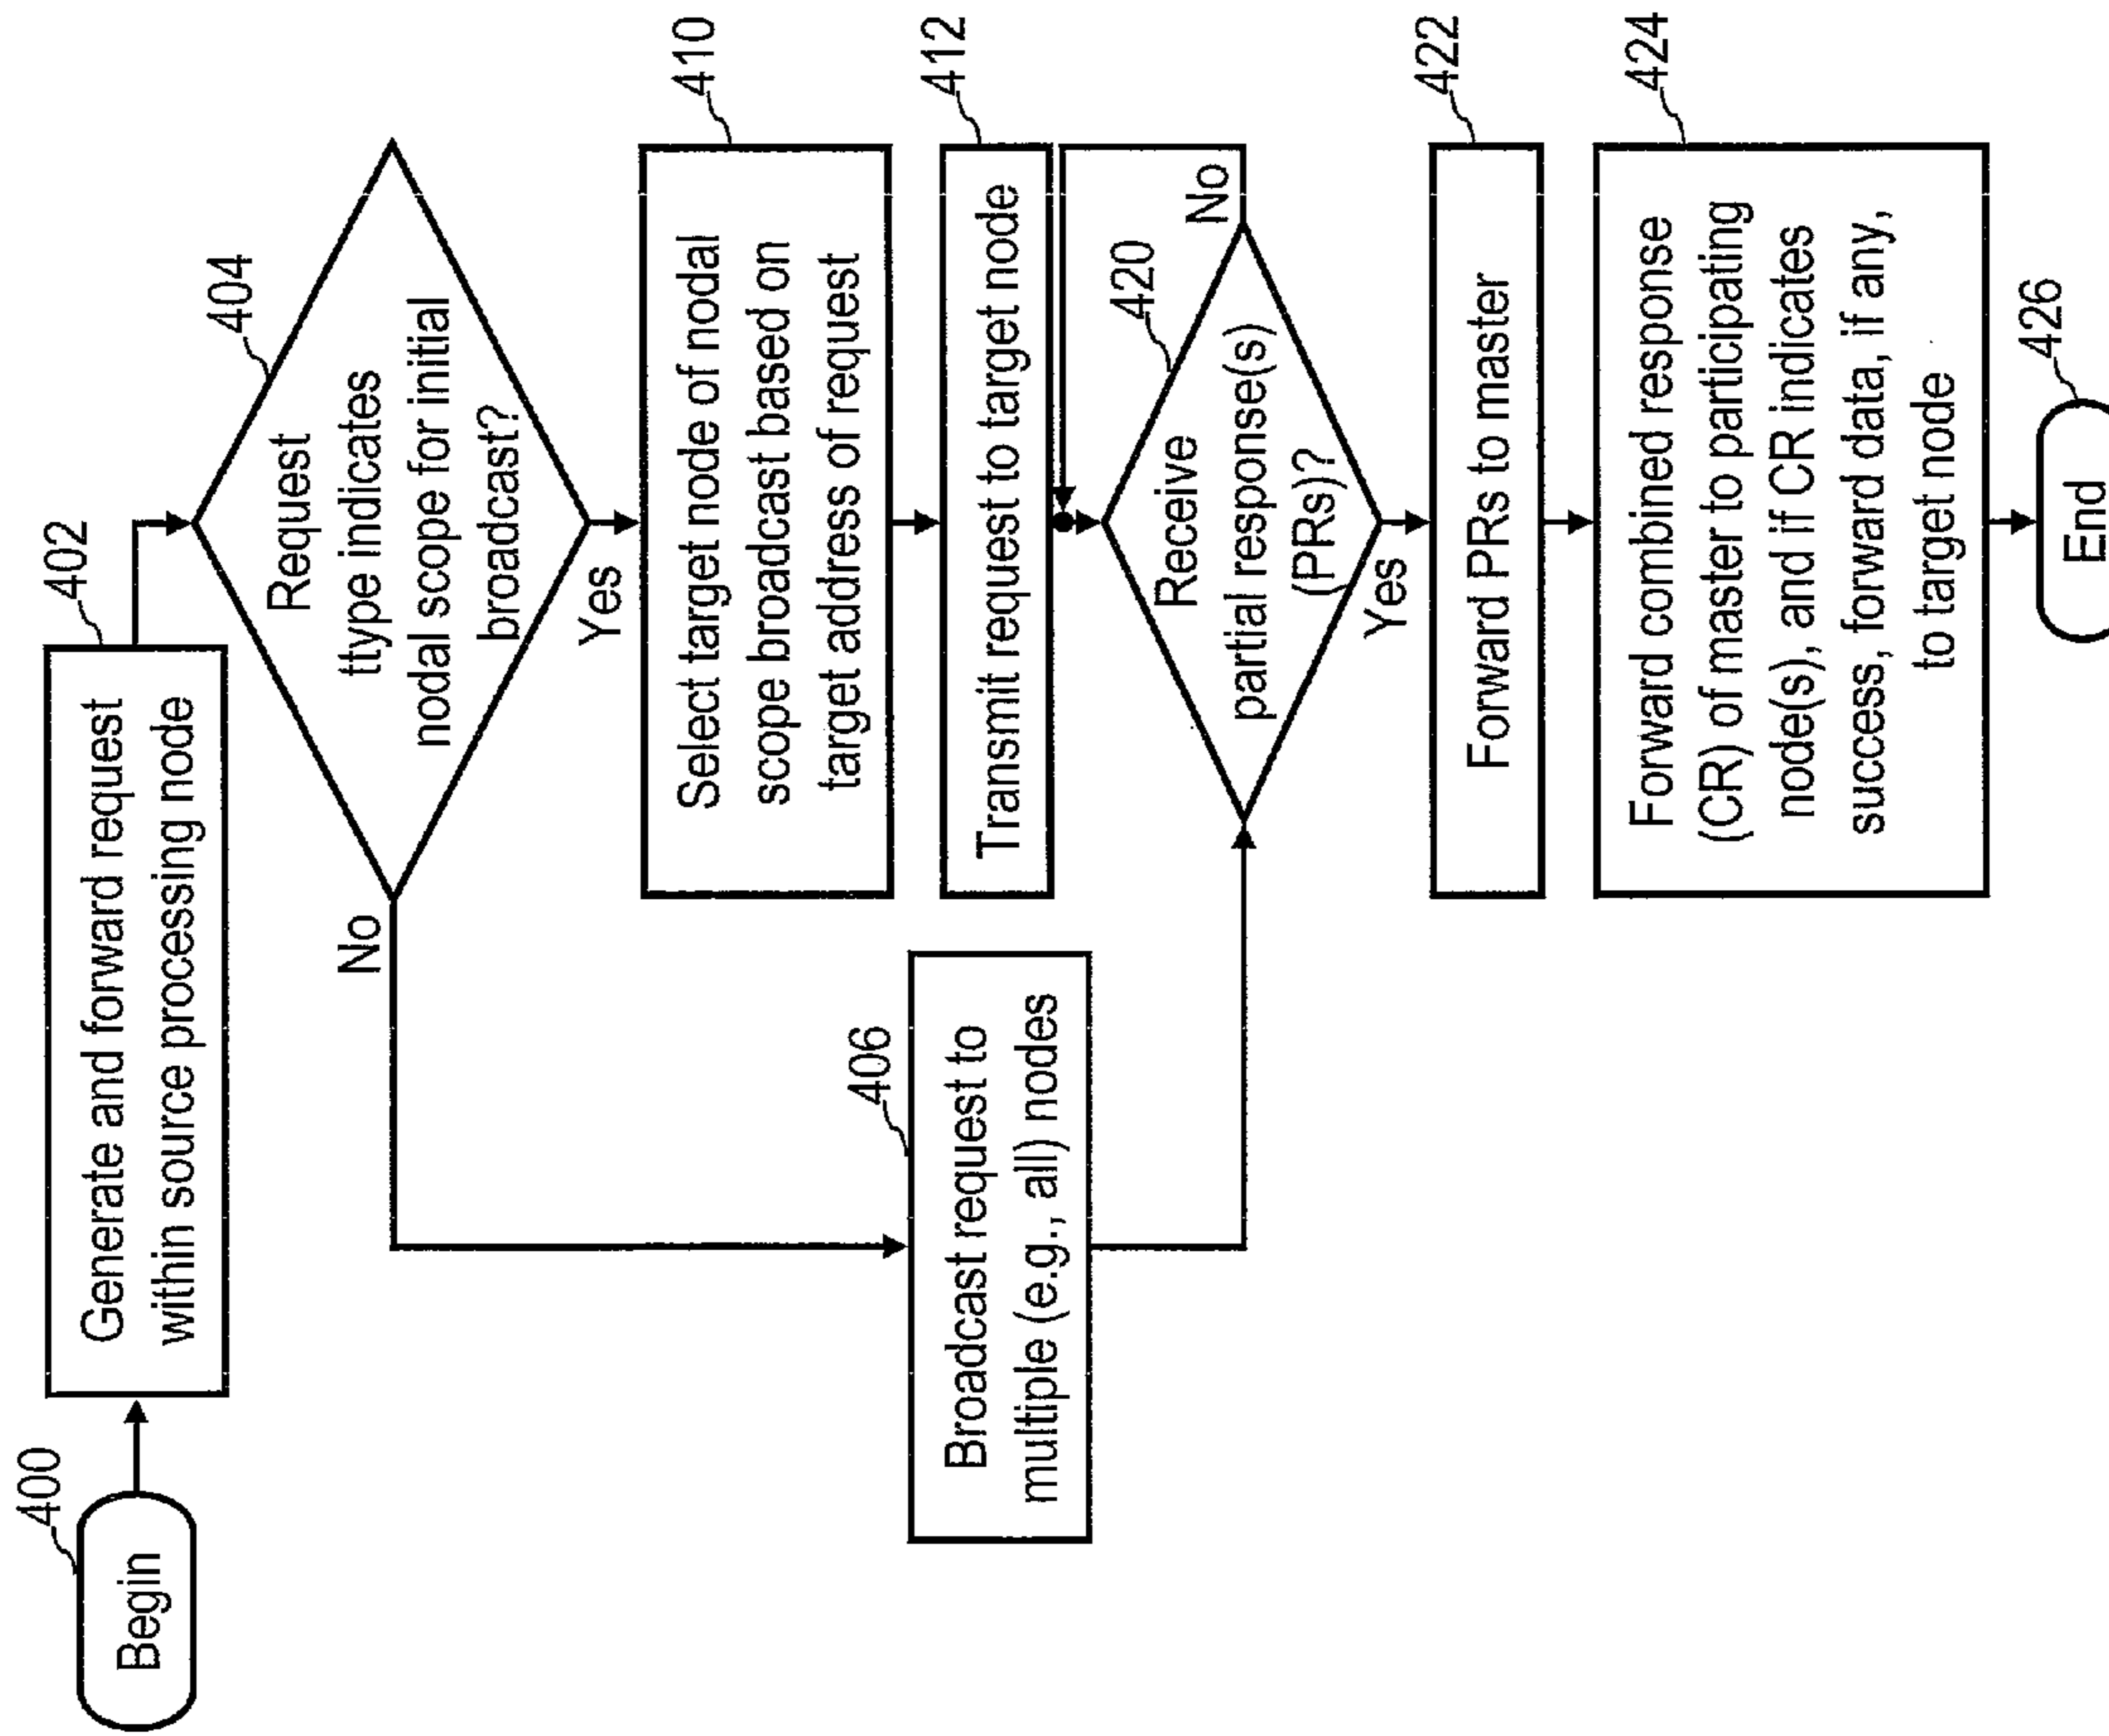 400
Begin
402
Generate and forward request
within source processing node
404
Request
ttype indicates
nodal scope for initial
broadcast?
No
Yes
406
Broadcast request to
multiple (e.g., all) nodes
410
Select target node of nodal
scope broadcast based on
target address of request
412
Transmit request to target node
420
Receive
partial response(s)
(PRs)?
No
Yes
422
Forward PRs to master
424
Forward combined response
(CR) of master to participating
node(s), and if CR indicates
success, forward data, if any,
to target node
426
End